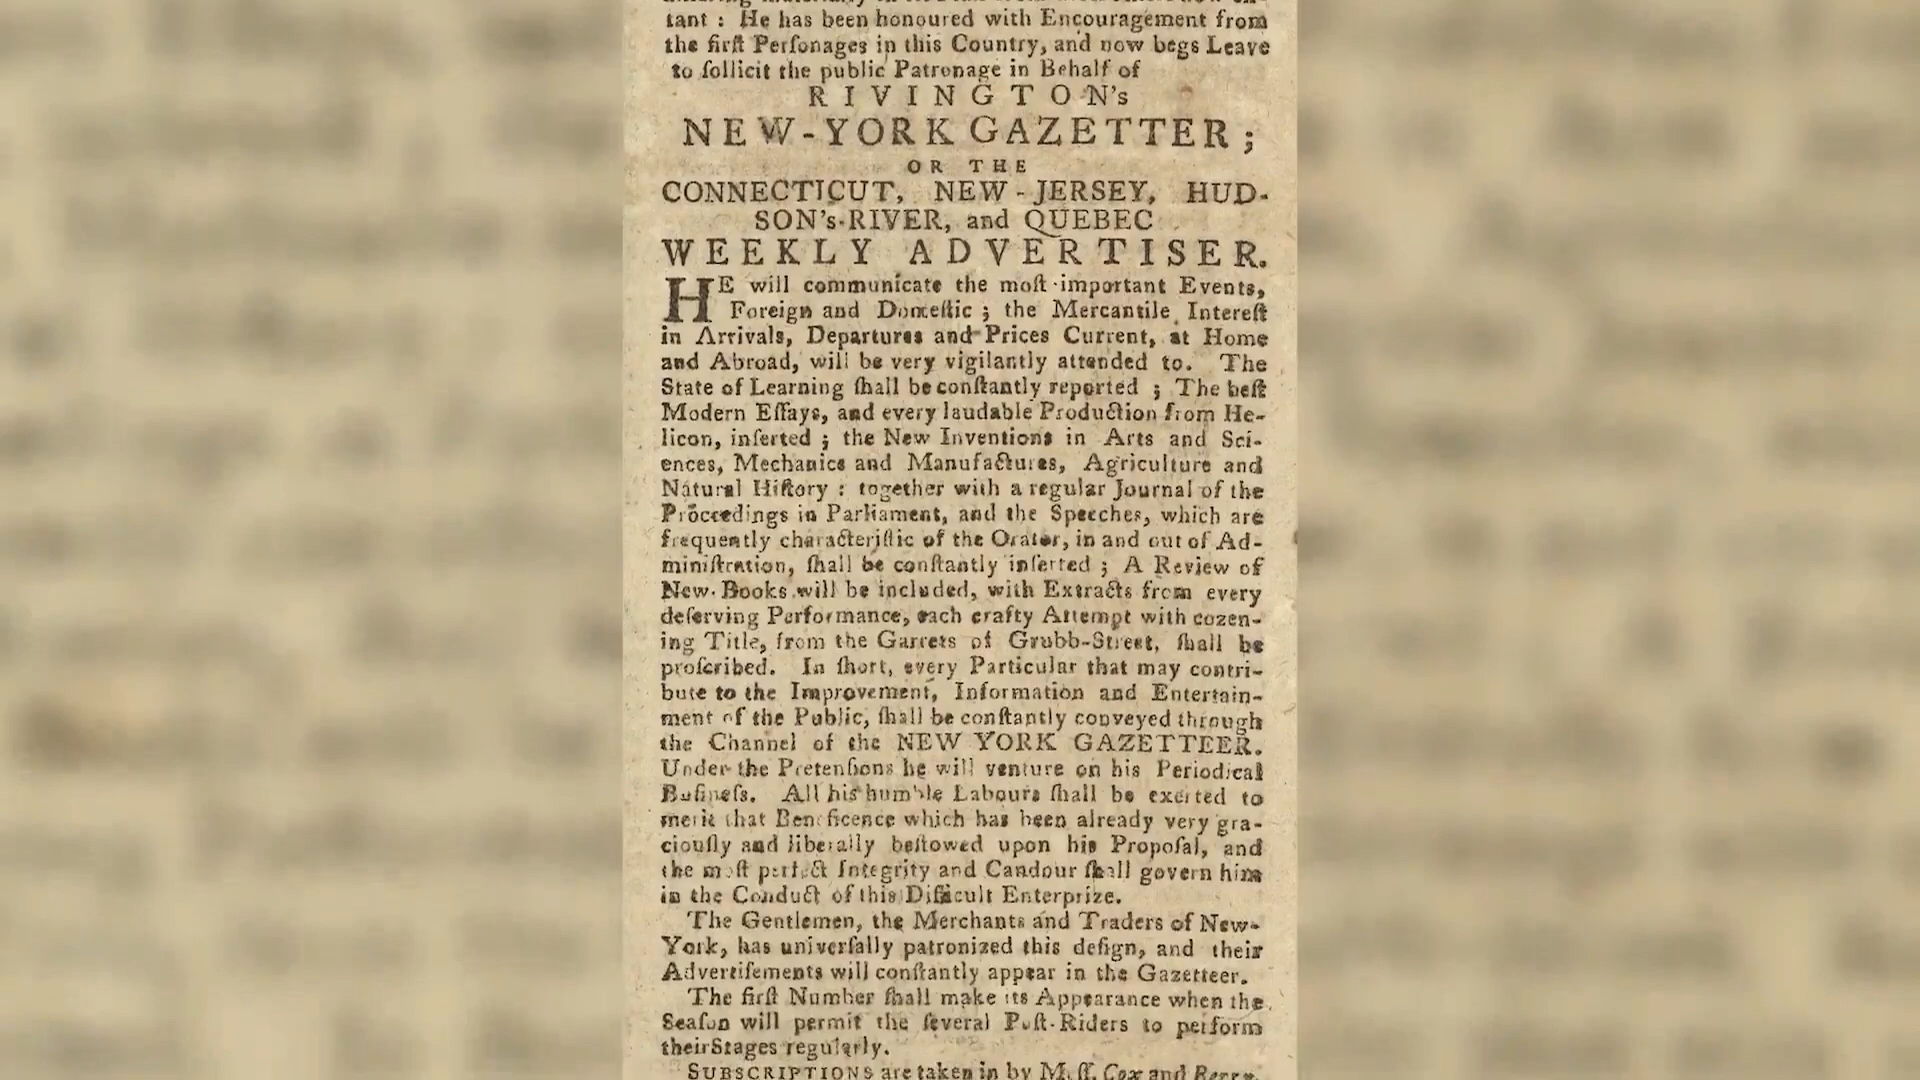 tant : He has been honoured with Encouragement from
the firſt Perſonages in this Country, and now begs Leave
to ſollicit the public Patronage in Behalf of
RIVINGTON's
NEW-YORK GAZETTER;
OR THE
CONNECTICUT, NEW-JERSEY, HUD-
SON's-RIVER, and QUEBEC
WEEKLY ADVERTISER.
HE will communicate the moſt important Events,
Foreign and Domeſtic ; the Mercantile Intereſt
in Arrivals, Departures and Prices Current, at Home
and Abroad, will be very vigilantly attended to. The
State of Learning ſhall be conſtantly reported ; The beſt
Modern Eſſays, and every laudable Production from He-
licon, inſerted ; the New Inventions in Arts and Sci-
ences, Mechanics and Manufactures, Agriculture and
Natural Hiſtory : together with a regular Journal of the
Proceedings in Parliament, and the Speeches, which are
frequently characteriſtic of the Orator, in and out of Ad-
miniſtration, ſhall be conſtantly inſerted ; A Review of
New Books will be included, with Extracts from every
deſerving Performance, each crafty Attempt with cozen-
ing Title, from the Garrets of Grubb-Street, ſhall be
proſcribed. In ſhort, every Particular that may contri-
bute to the Improvement, Information and Entertain-
ment of the Public, ſhall be conſtantly conveyed through
the Channel of the NEW YORK GAZETTEER.
Under the Pretenſions he will venture on his Periodical
Buſineſs. All his humble Labours ſhall be exerted to
merit that Beneficence which has been already very gra-
ciouſly and liberally beſtowed upon his Propoſal, and
the moſt perfect Integrity and Candour ſhall govern him
in the Conduct of this Difficult Enterprize.
The Gentlemen, the Merchants and Traders of New-
York, has univerſally patronized this deſign, and their
Advertiſements will conſtantly appear in the Gazetteer.
The firſt Number ſhall make its Appearance when the
Seaſon will permit the ſeveral Poſt-Riders to perform
their Stages regularly.
SUBSCRIPTIONS are taken in by Meſſ. Cox and Berry,